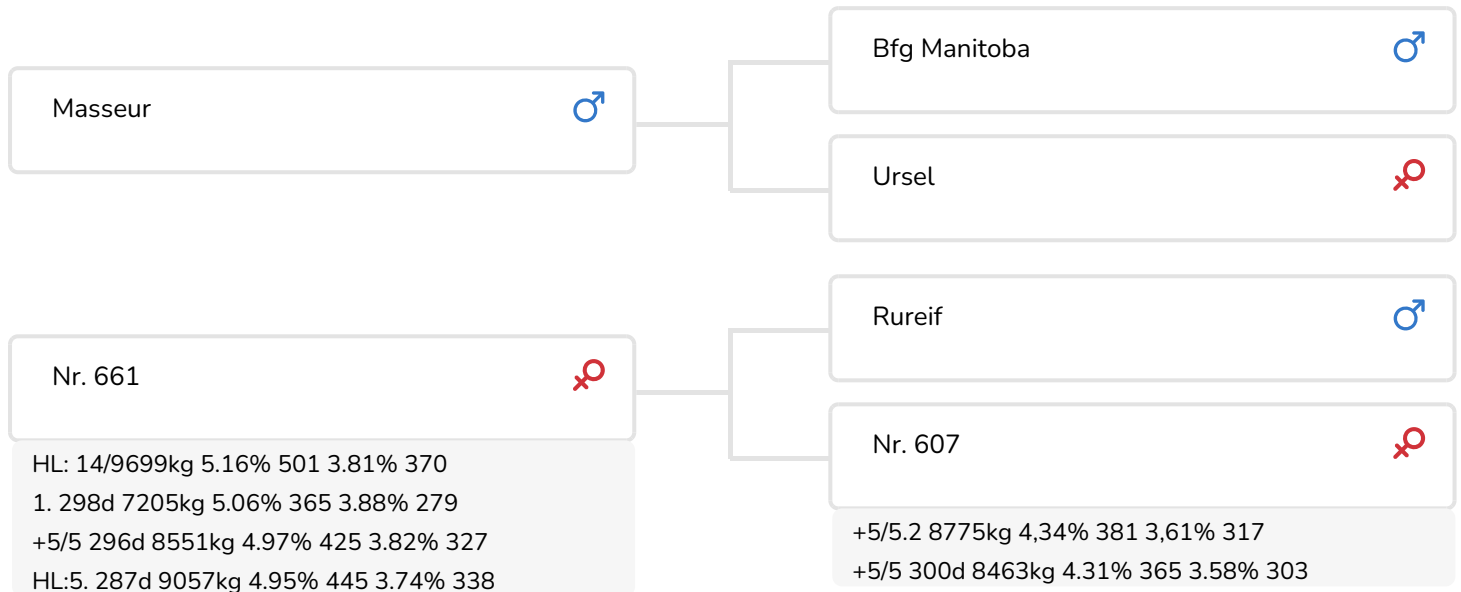 Masseur
Bfg Manitoba
Ursel
Nr. 661
HL: 14/9699kg 5.16% 501 3.81% 370
1. 298d 7205kg 5.06% 365 3.88% 279
+5/5 296d 8551kg 4.97% 425 3.82% 327
HL:5. 287d 9057kg 4.95% 445 3.74% 338
Rureif
Nr. 607
+5/5.2 8775kg 4,34% 381 3,61% 317
+5/5 300d 8463kg 4.31% 365 3.58% 303